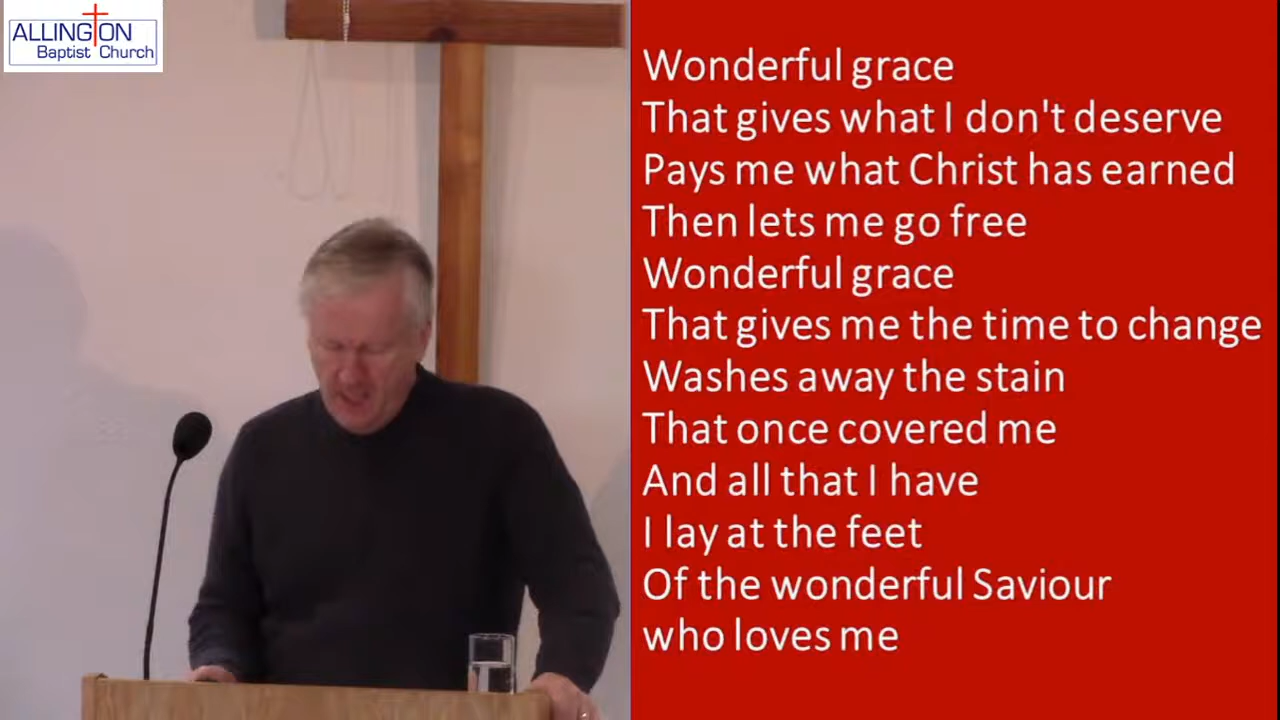 ALLINGTON
Baptist Church
Wonderful grace
That gives what I don't deserve
Pays me what Christ has earned
Then lets me go free
Wonderful grace
That gives me the time to change
Washes away the stain
That once covered me
And all that I have
I lay at the feet
Of the wonderful Saviour
who loves me